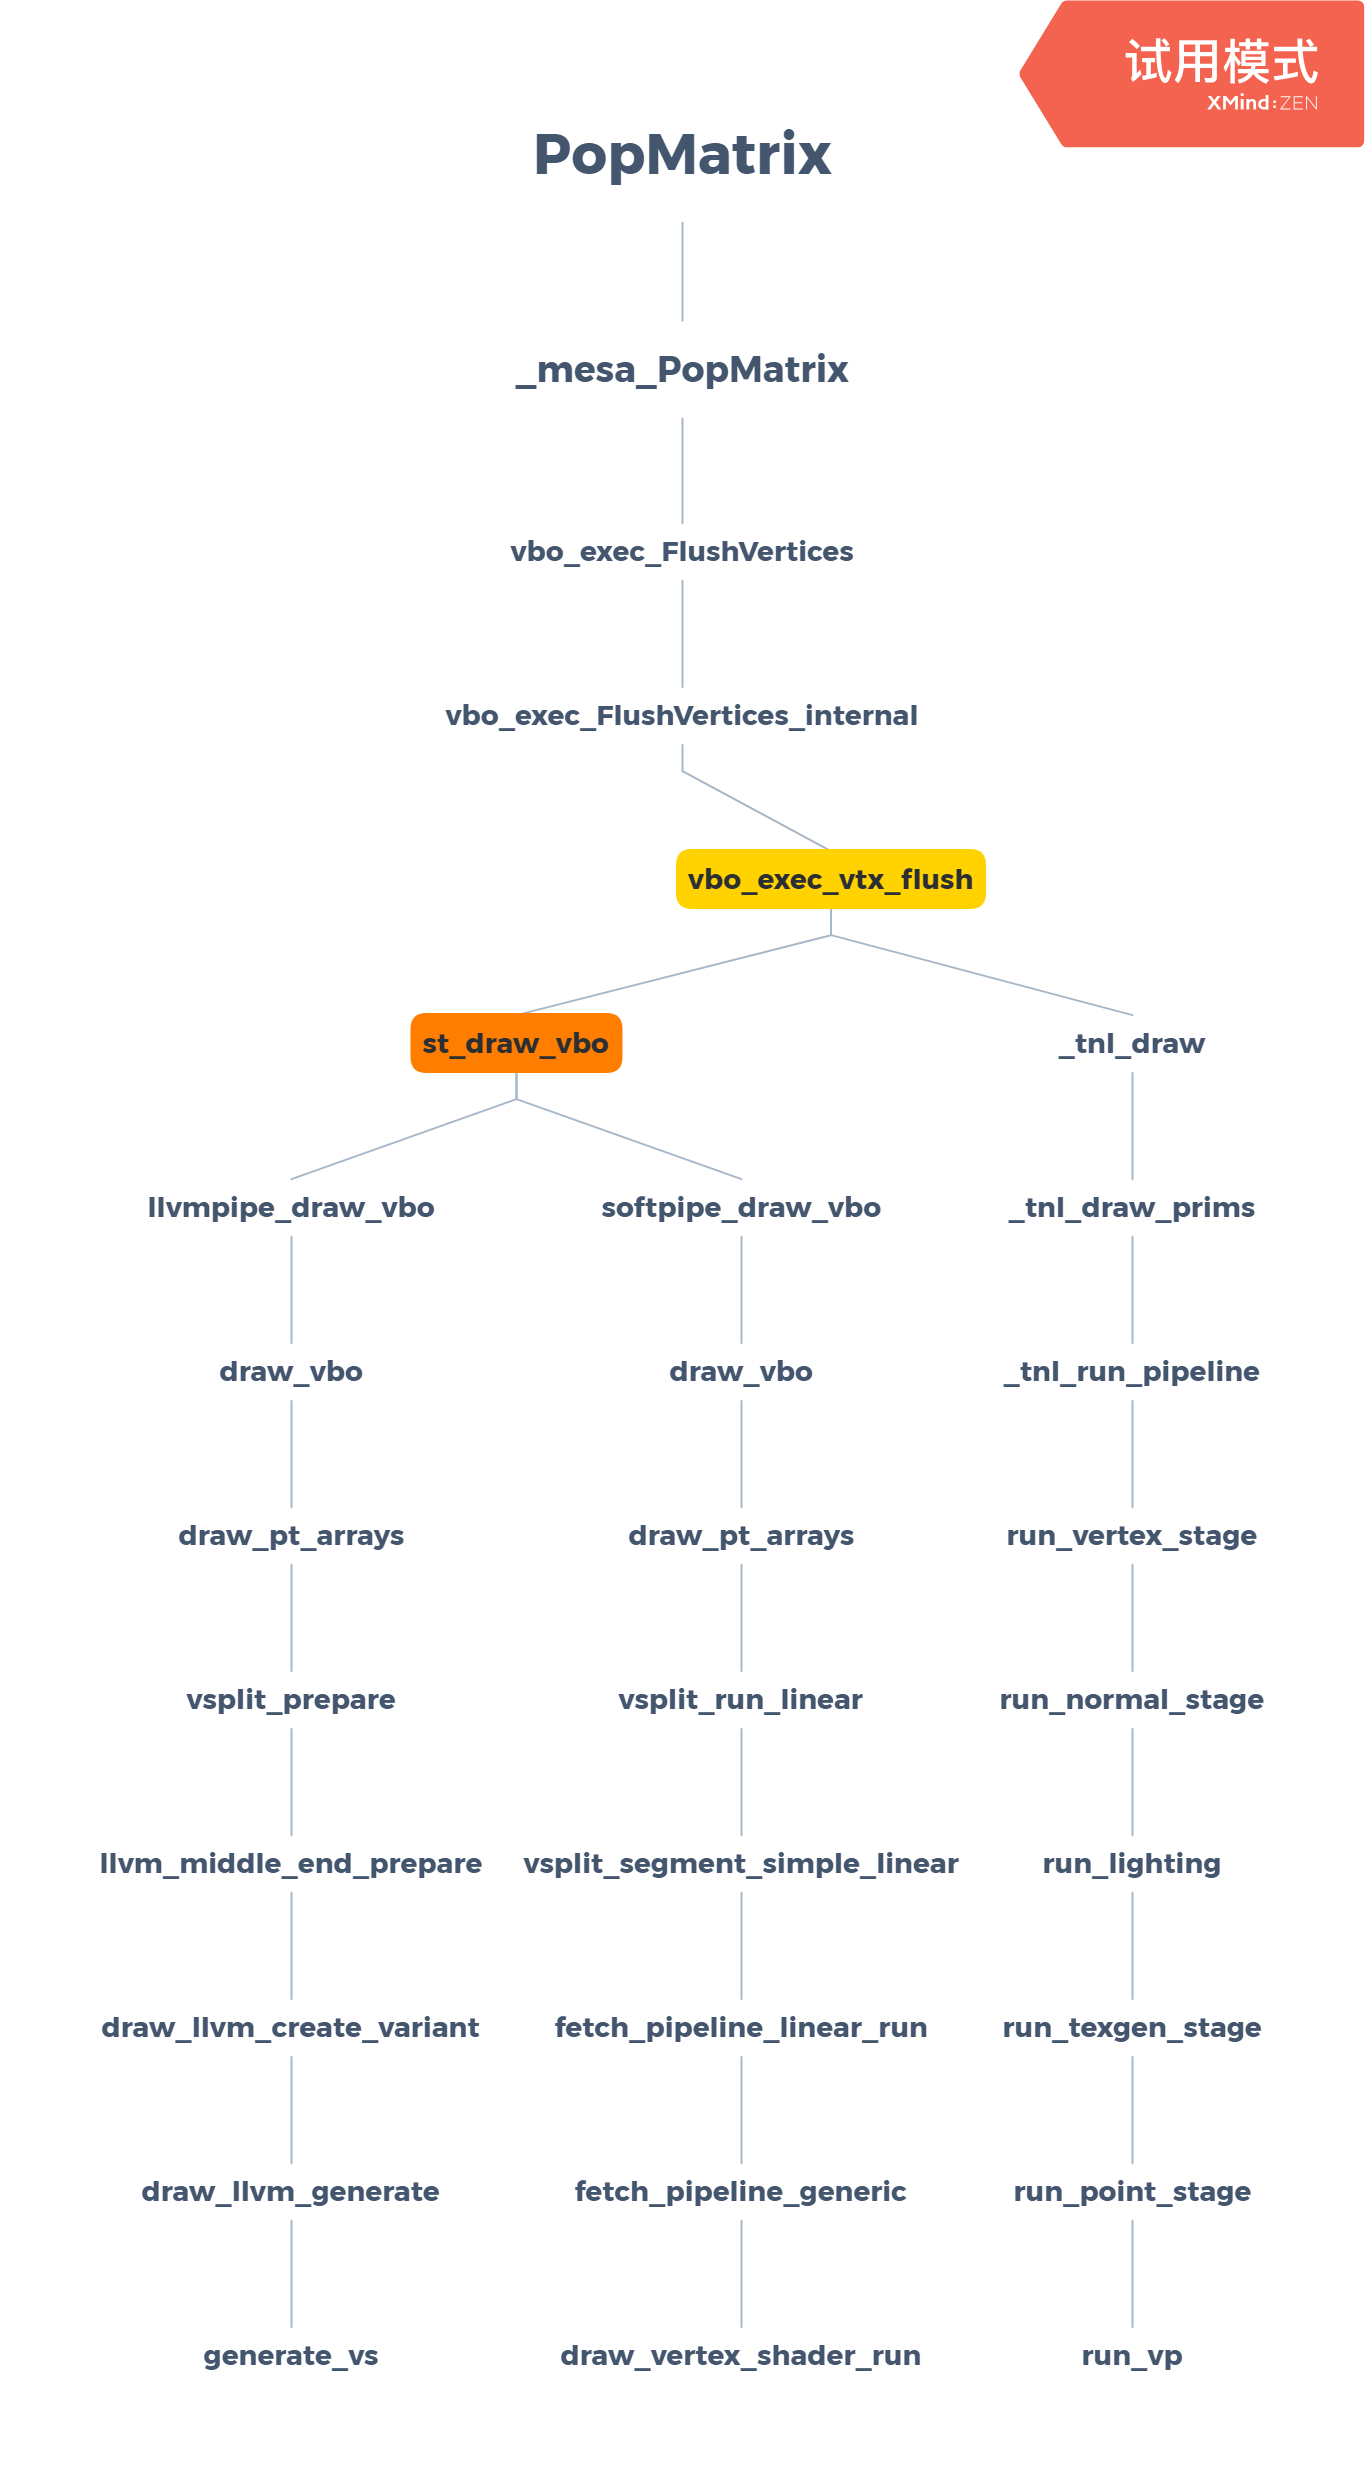 试用模式
XMind:ZEN
PopMatrix
_mesa_PopMatrix
vbo_exec_FlushVertices
vbo_exec_FlushVertices_internal
vbo_exec_vtx_flush
st_draw_vbo
_tnl_draw
llvmpipe_draw_vbo
softpipe_draw_vbo
_tnl_draw_prims
draw_vbo
draw_vbo
_tnl_run_pipeline
draw_pt_arrays
draw_pt_arrays
run_vertex_stage
vsplit_prepare
vsplit_run_linear
run_normal_stage
llvm_middle_end_prepare
vsplit_segment_simple_linear
run_lighting
draw_llvm_create_variant
fetch_pipeline_linear_run
run_texgen_stage
draw_llvm_generate
fetch_pipeline_generic
run_point_stage
generate_vs
draw_vertex_shader_run
run_vp